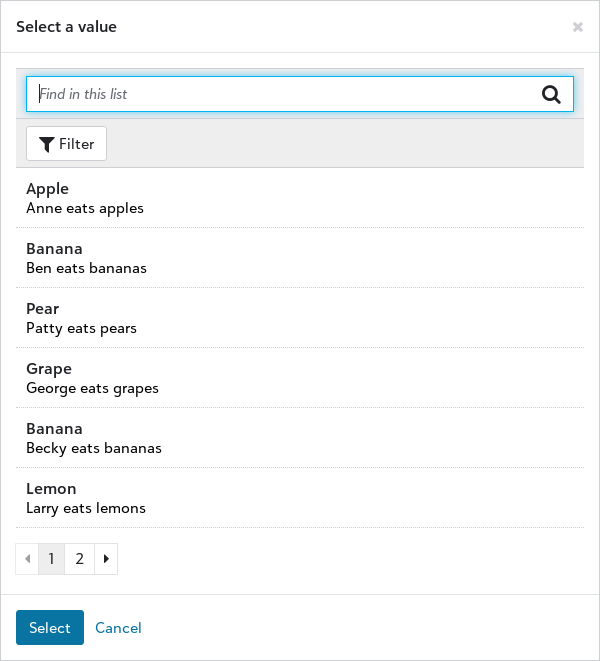 Select a value
Find in this list
Filter
Apple
Anne eats apples
Banana
Ben eats bananas
Pear
Patty eats pears
Grape
George eats grapes
Banana
Becky eats bananas
Lemon
Larry eats lemons
1 2
Select Cancel